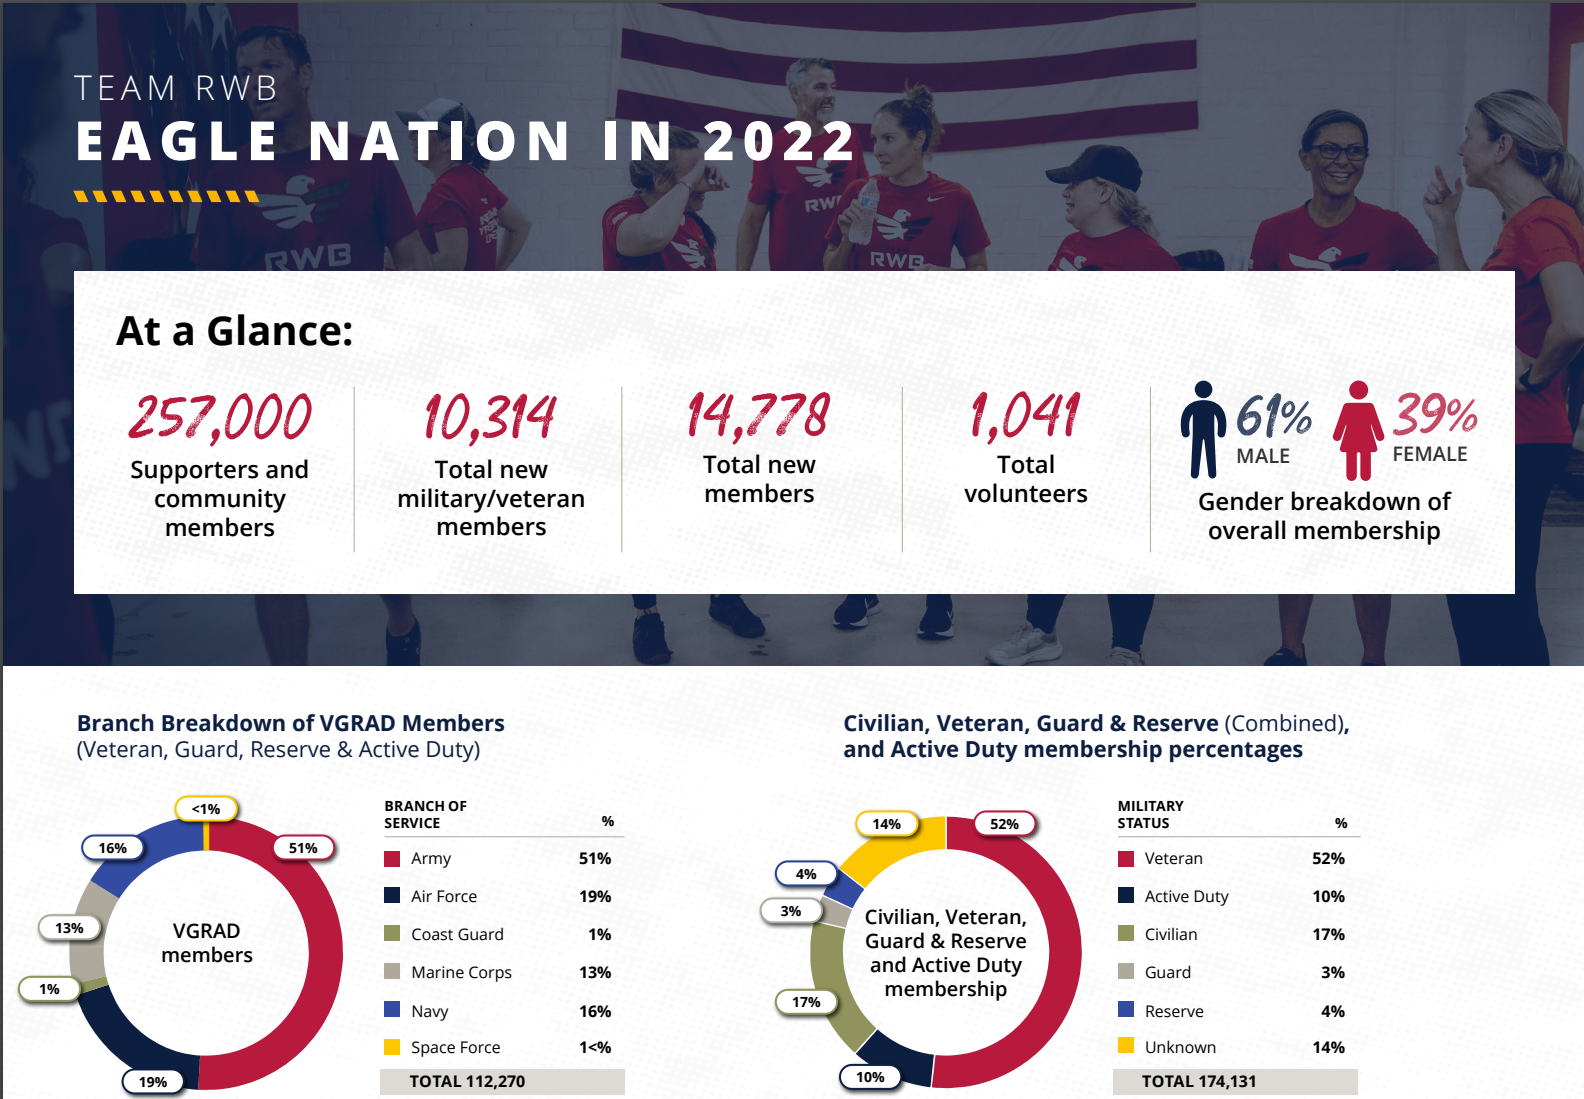 TEAM RWB
EAGLE NATION IN 2022
RWB
RWB
At a Glance:
257,000
Supporters and
community
members
10,314
Total new
military/veteran
members
14,778
Total new
members
1,041
Total
volunteers
61%
MALE
39%
FEMALE
Gender breakdown of
overall membership
Branch Breakdown of VGRAD Members
(Veteran, Guard, Reserve & Active Duty)
<1%
16%
51%
13%
1%
19%
VGRAD
members
BRANCH OF
SERVICE %
Army 51%
Air Force 19%
Coast Guard 1%
Marine Corps 13%
Navy 16%
Space Force 1<%
TOTAL 112,270
Civilian, Veteran, Guard & Reserve (Combined),
and Active Duty membership percentages
14%
52%
4%
3%
17%
10%
Civilian, Veteran,
Guard & Reserve
and Active Duty
membership
MILITARY
STATUS %
Veteran 52%
Active Duty 10%
Civilian 17%
Guard 3%
Reserve 4%
Unknown 14%
TOTAL 174,131